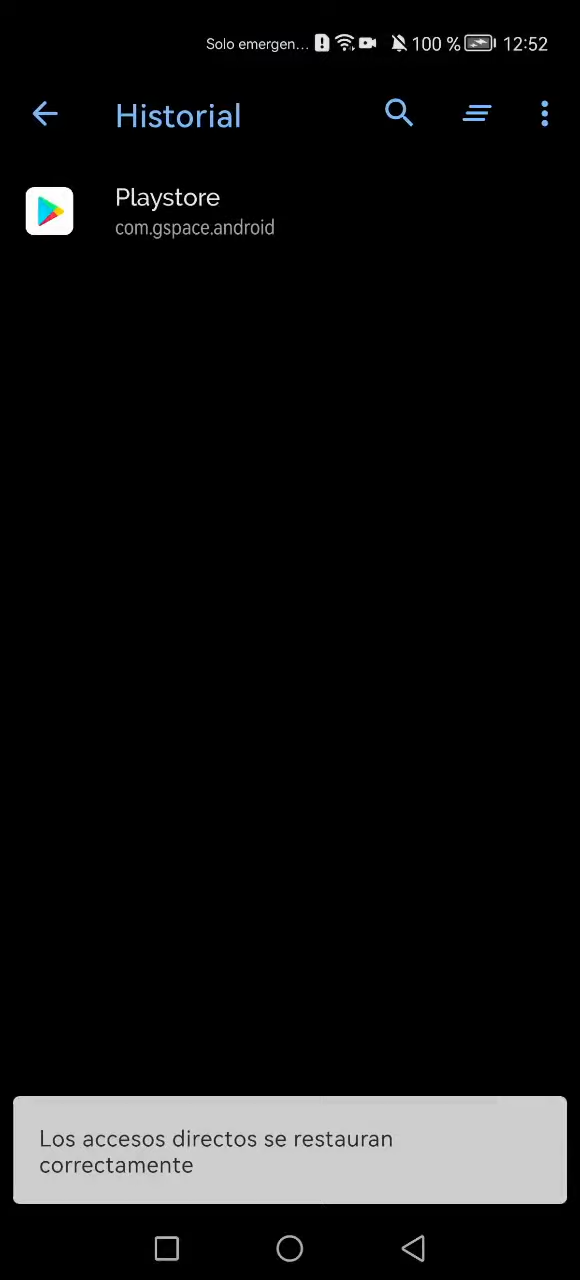 Solo emergen... 100 % 12:52
Historial
Playstore
com.gspace.android
Los accesos directos se restauran
correctamente